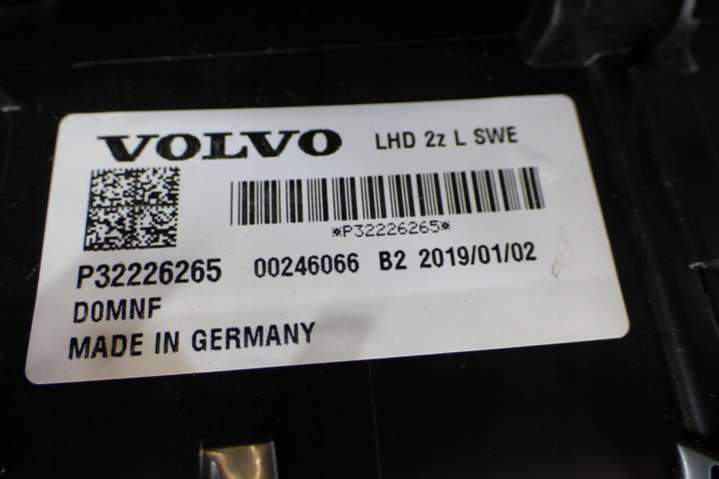 VOLVO LHD 2z L SWE
*P32226265*
P32226265 00246066 B2 2019/01/02
D0MNF
MADE IN GERMANY